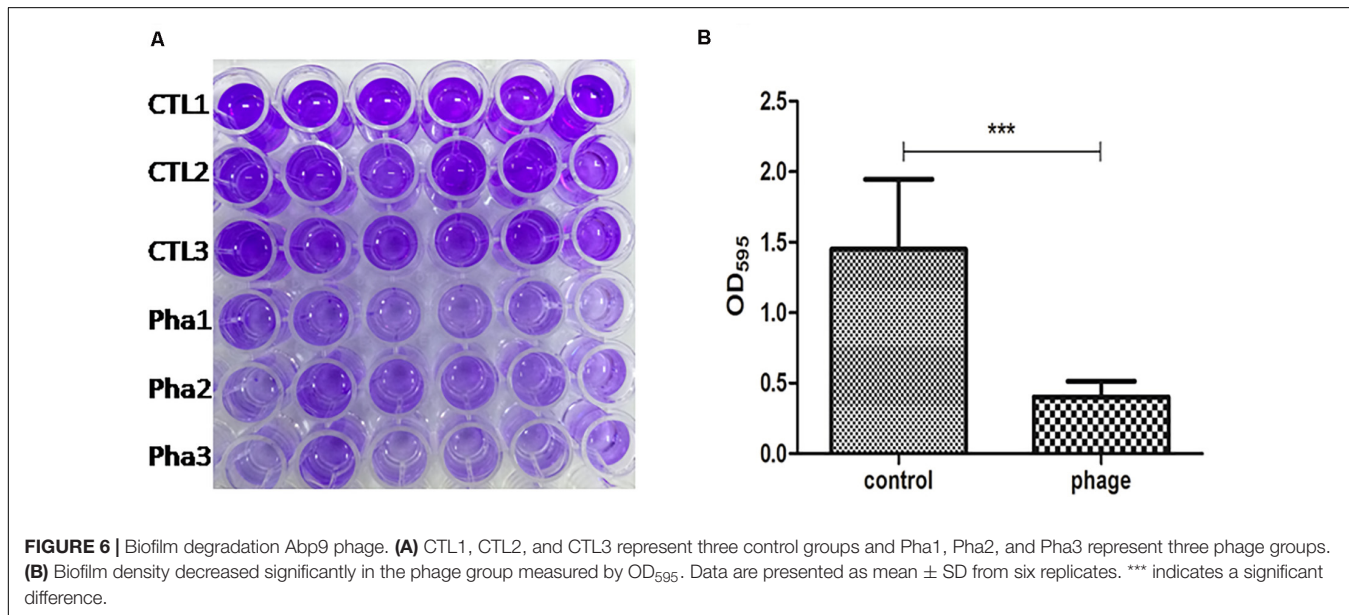 A
CTL1
CTL2
CTL3
Pha1
Pha2
Pha3
B
2.5
2.0
1.5
1.0
0.5
0.0
OD595
***
control
phage
FIGURE 6 | Biofilm degradation Abp9 phage. (A) CTL1, CTL2, and CTL3 represent three control groups and Pha1, Pha2, and Pha3 represent three phage groups.
(B) Biofilm density decreased significantly in the phage group measured by OD595. Data are presented as mean ± SD from six replicates. *** indicates a significant
difference.